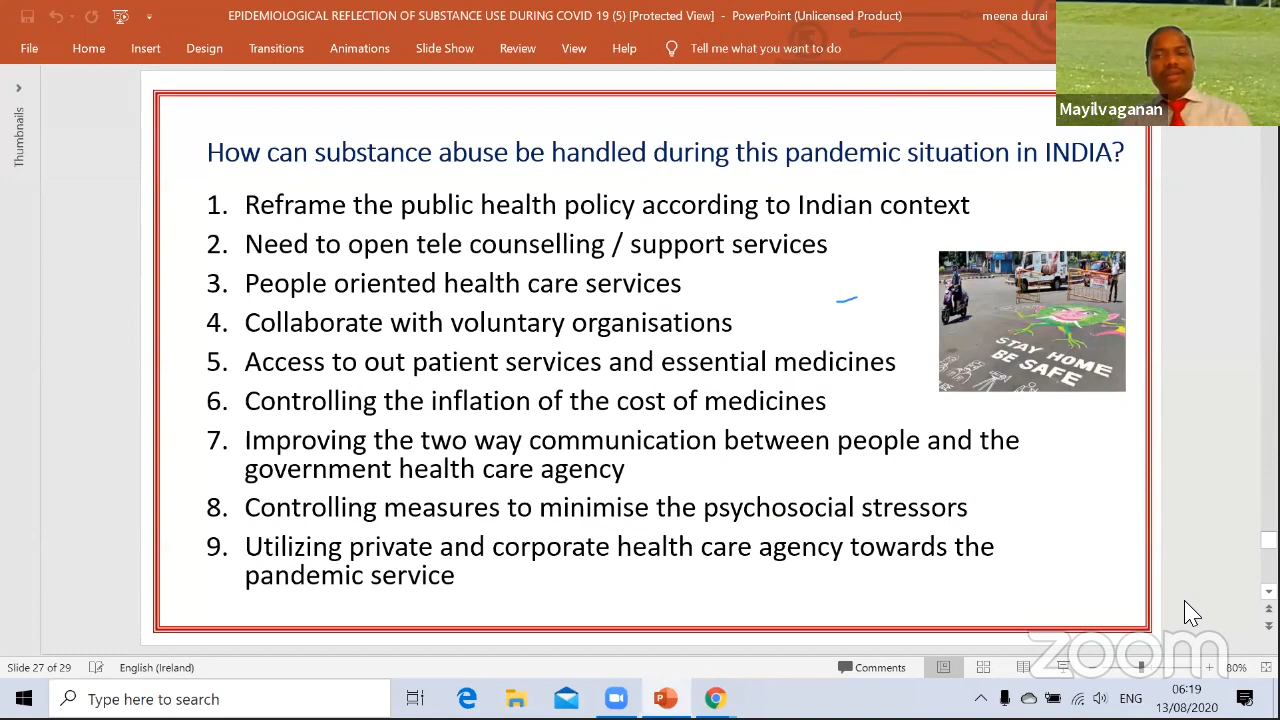 EPIDEMIOLOGICAL REFLECTION OF SUBSTANCE USE DURING COVID 19 (5) [Protected View] - PowerPoint (Unlicensed Product)
meena durai
File Home Insert Design Transitions Animations Slide Show Review View Help Tell me what you want to do
Mayilvaganan
Thumbnails
How can substance abuse be handled during this pandemic situation in INDIA?
1. Reframe the public health policy according to Indian context
2. Need to open tele counselling / support services
3. People oriented health care services
4. Collaborate with voluntary organisations
5. Access to out patient services and essential medicines
6. Controlling the inflation of the cost of medicines
7. Improving the two way communication between people and the
government health care agency
8. Controlling measures to minimise the psychosocial stressors
9. Utilizing private and corporate health care agency towards the
pandemic service
STAY HOME
BE SAFE
zoom
Slide 27 of 29 English (Ireland) Comments 80%
Type here to search
ENG
06:19
13/08/2020